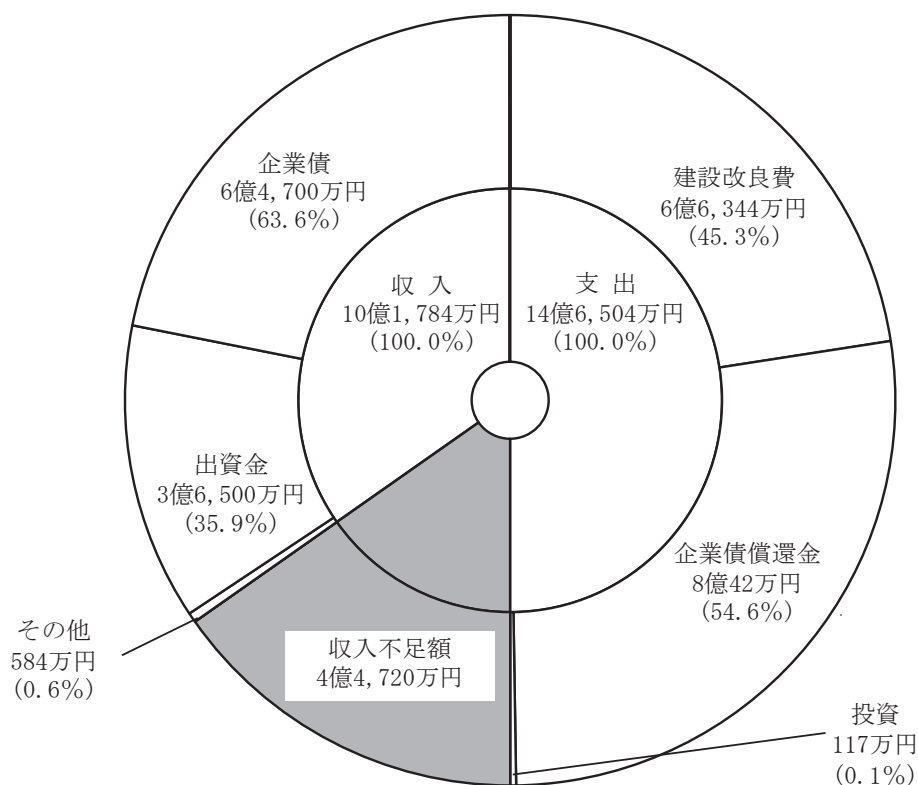 企業債
6億4,700万円
(63.6%)
建設改良費
6億6,344万円
(45.3%)
収 入
10億1,784万円
(100.0%)
支 出
14億6,504万円
(100.0%)
出資金
3億6,500万円
(35.9%)
企業債償還金
8億42万円
(54.6%)
その他
584万円
(0.6%)
収入不足額
4億4,720万円
投資
117万円
(0.1%)